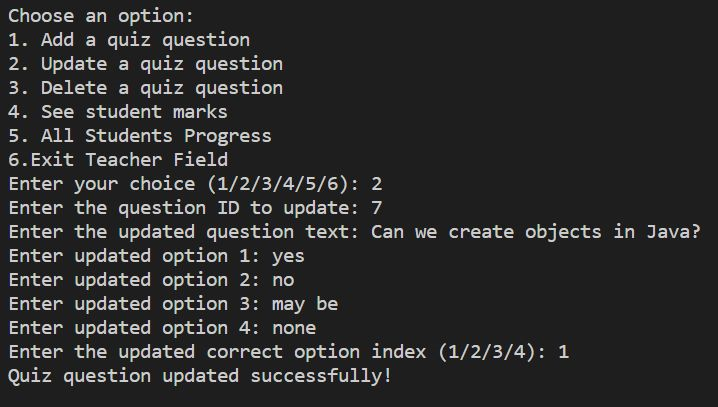 Choose an option:
1. Add a quiz question
2. Update a quiz question
3. Delete a quiz question
4. See student marks
5. All Students Progress
6.Exit Teacher Field
Enter your choice (1/2/3/4/5/6): 2
Enter the question ID to update: 7
Enter the updated question text: Can we create objects in Java?
Enter updated option 1: yes
Enter updated option 2: no
Enter updated option 3: may be
Enter updated option 4: none
Enter the updated correct option index (1/2/3/4): 1
Quiz question updated successfully!